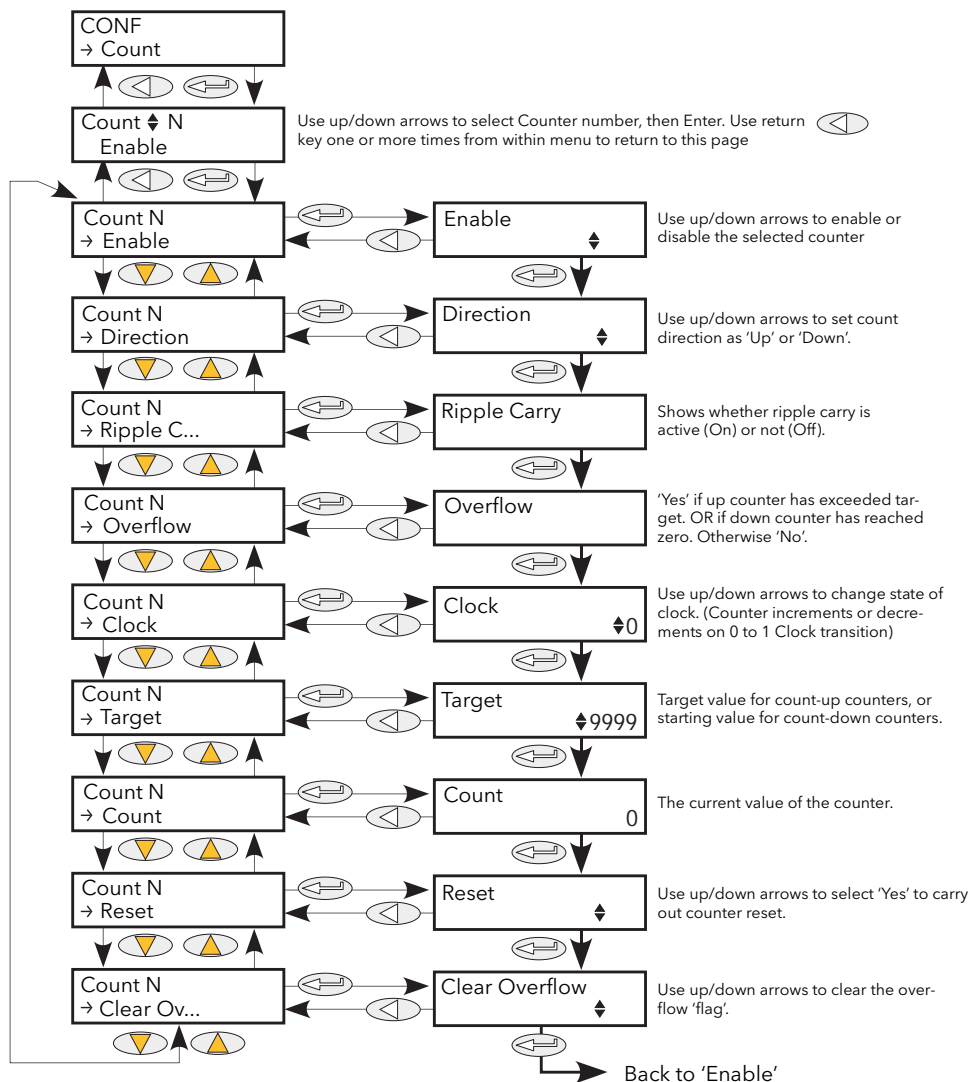 CONF
→ Count
Count ♦ N
Enable
Use up/down arrows to select Counter number, then Enter. Use return
key one or more times from within menu to return to this page
Count N
→ Enable
Enable
Use up/down arrows to enable or
disable the selected counter
Count N
→ Direction
Direction
Use up/down arrows to set count
direction as ‘Up’ or ‘Down’.
Count N
→ Ripple C...
Ripple Carry
Shows whether ripple carry is
active (On) or not (Off).
Count N
→ Overflow
Overflow
‘Yes’ if up counter has exceeded tar-
get. OR if down counter has reached
zero. Otherwise ‘No’.
Count N
→ Clock
Clock
♦0
Use up/down arrows to change state of
clock. (Counter increments or decre-
ments on 0 to 1 Clock transition)
Count N
→ Target
Target
♦9999
Target value for count-up counters, or
starting value for count-down counters.
Count N
→ Count
Count
0
The current value of the counter.
Count N
→ Reset
Reset
Use up/down arrows to select ‘Yes’ to carry
out counter reset.
Count N
→ Clear Ov...
Clear Overflow
Use up/down arrows to clear the over-
flow ‘flag’.
Back to ‘Enable’